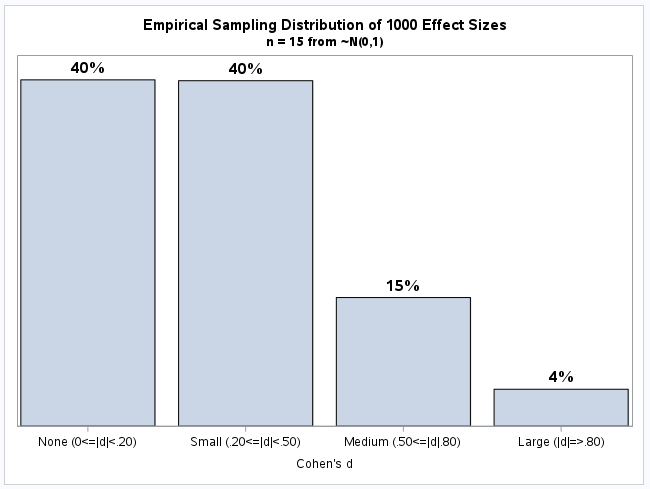 Empirical Sampling Distribution of 1000 Effect Sizes
n = 15 from ~N(0,1)
40%
40%
15%
4%
None (0<=|d|<.20)
Small (.20<=|d|<.50)
Medium (.50<=|d|.80)
Large (|d|=>.80)
Cohen's d